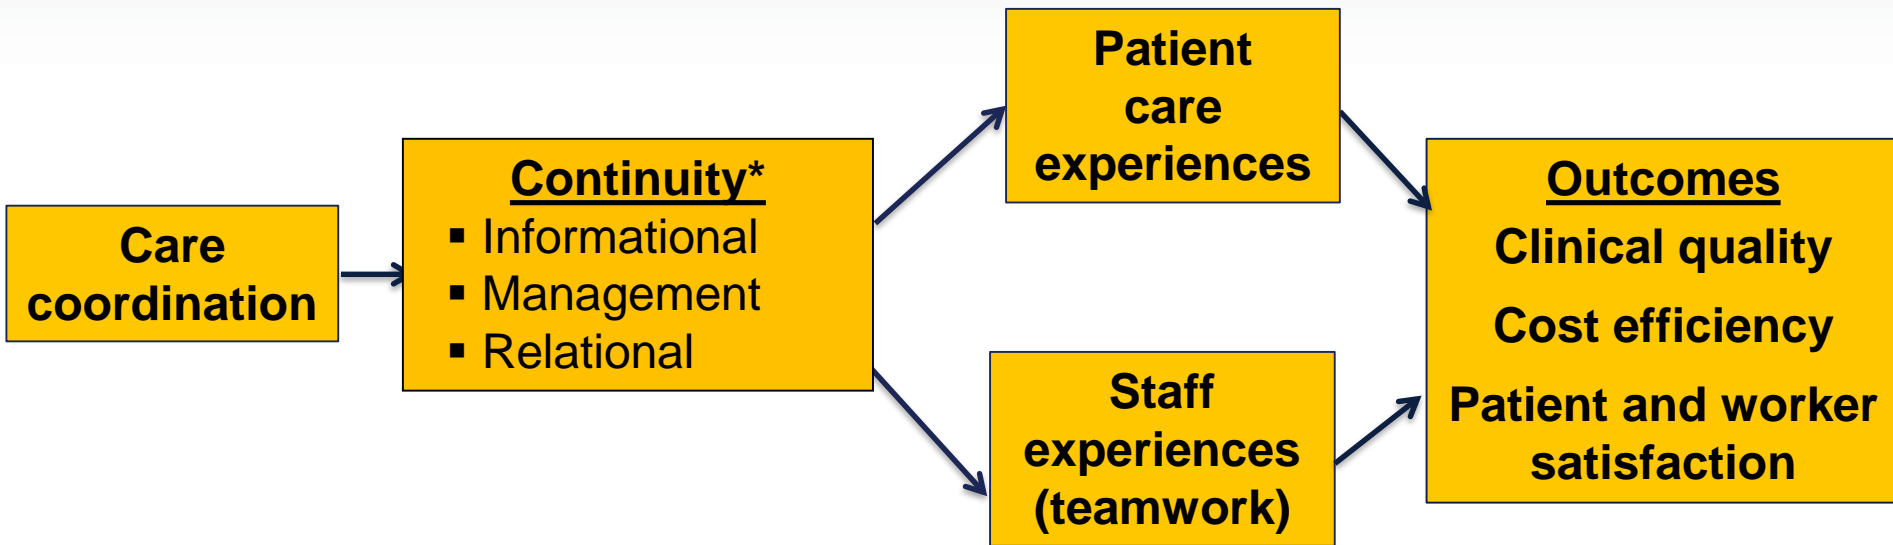 Care
coordination
Continuity*
▪ Informational
▪ Management
▪ Relational
Patient
care
experiences
Staff
experiences
(teamwork)
Outcomes
Clinical quality
Cost efficiency
Patient and worker
satisfaction